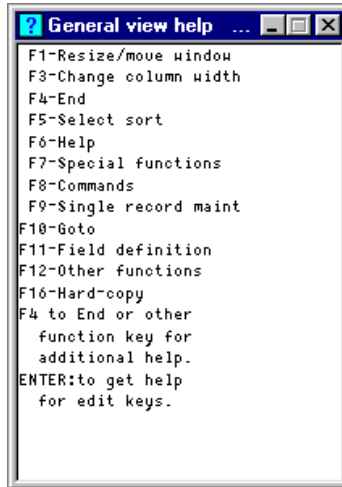 ? General view help ...
F1-Resize/move window
F3-Change column width
F4-End
F5-Select sort
F6-Help
F7-Special functions
F8-Commands
F9-Single record maint
F10-Goto
F11-Field definition
F12-Other functions
F16-Hard-copy
F4 to End or other
function key for
additional help.
ENTER:to get help
for edit keys.